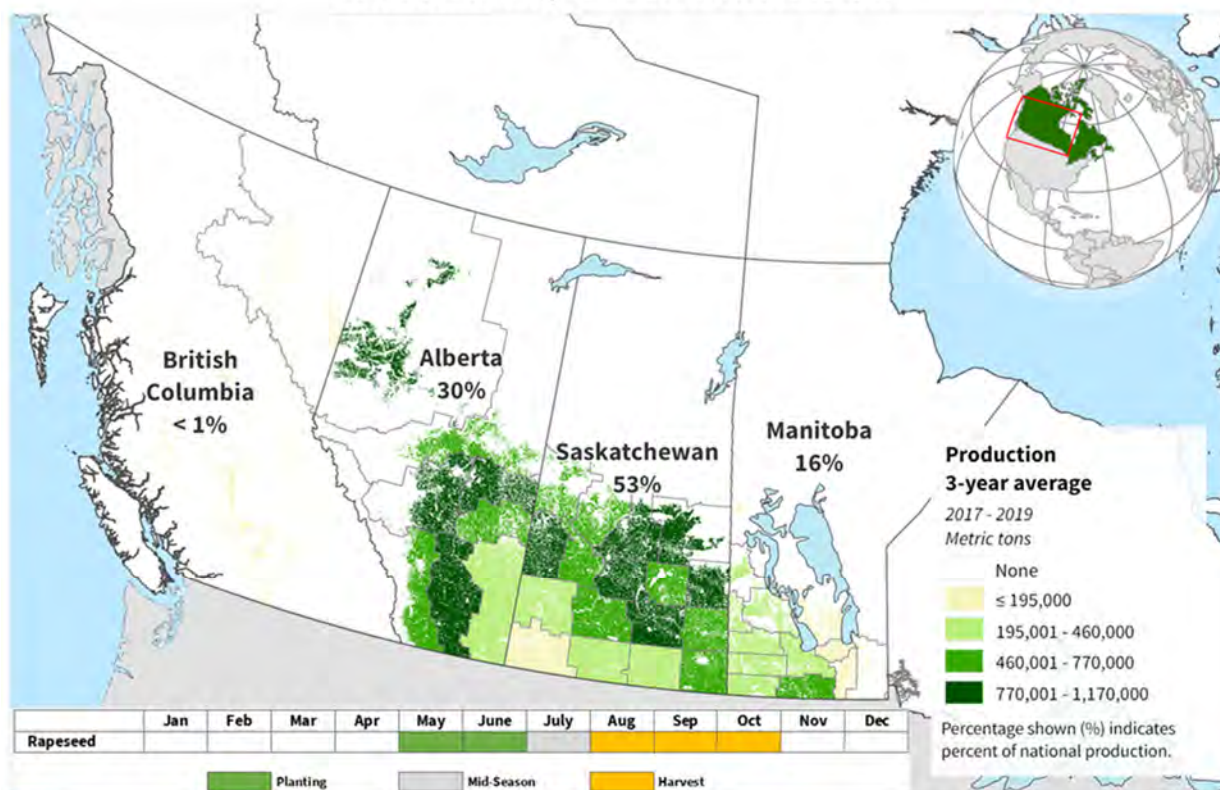 British
Columbia
< 1%
Alberta
30%
Saskatchewan
53%
Manitoba
16%
Production
3-year average
2017 - 2019
Metric tons
None
≤ 195,000
195,001 - 460,000
460,001 - 770,000
770,001 - 1,170,000
Percentage shown (%) indicates
percent of national production.
Jan Feb Mar Apr May June July Aug Sep Oct Nov Dec
Rapeseed
Planting Mid-Season Harvest